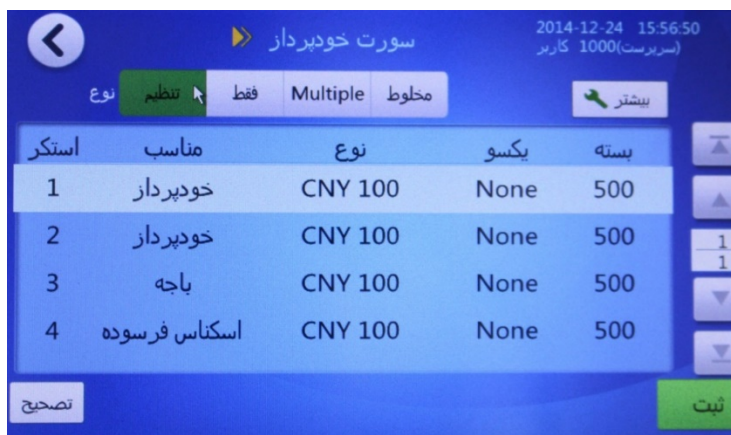 سورت خودپرداز
2014-12-24 15:56:50
کاربر 1000(سرپرست)
نوع تنظیم فقط Multiple مخلوط
بیشتر
استکر مناسب نوع یکسو بسته
1 خودپرداز CNY 100 None 500
2 خودپرداز CNY 100 None 500
3 باجه CNY 100 None 500
4 اسکناس فرسوده CNY 100 None 500
1
1
تصحیح
ثبت